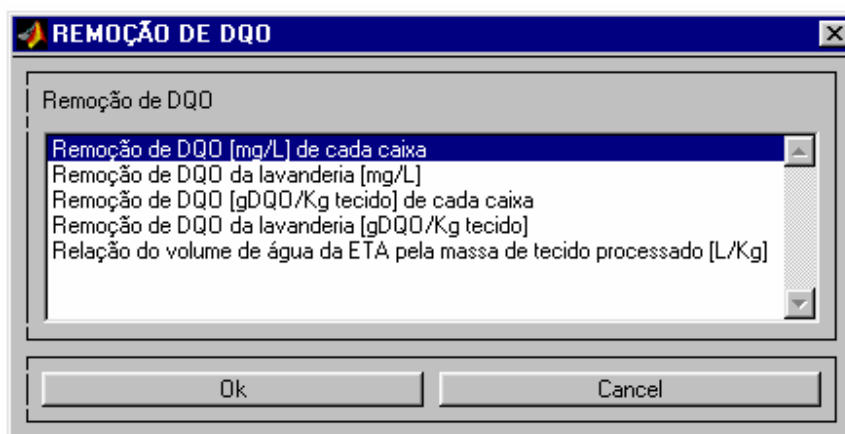 REMOÇÃO DE DQO
Remoção de DQO
Remoção de DQO [mg/L] de cada caixa
Remoção de DQO da lavanderia [mg/L]
Remoção de DQO [gDQO/Kg tecido] de cada caixa
Remoção de DQO da lavanderia [gDQO/Kg tecido]
Relação do volume de água da ETA pela massa de tecido processado [L/Kg]
Ok
Cancel